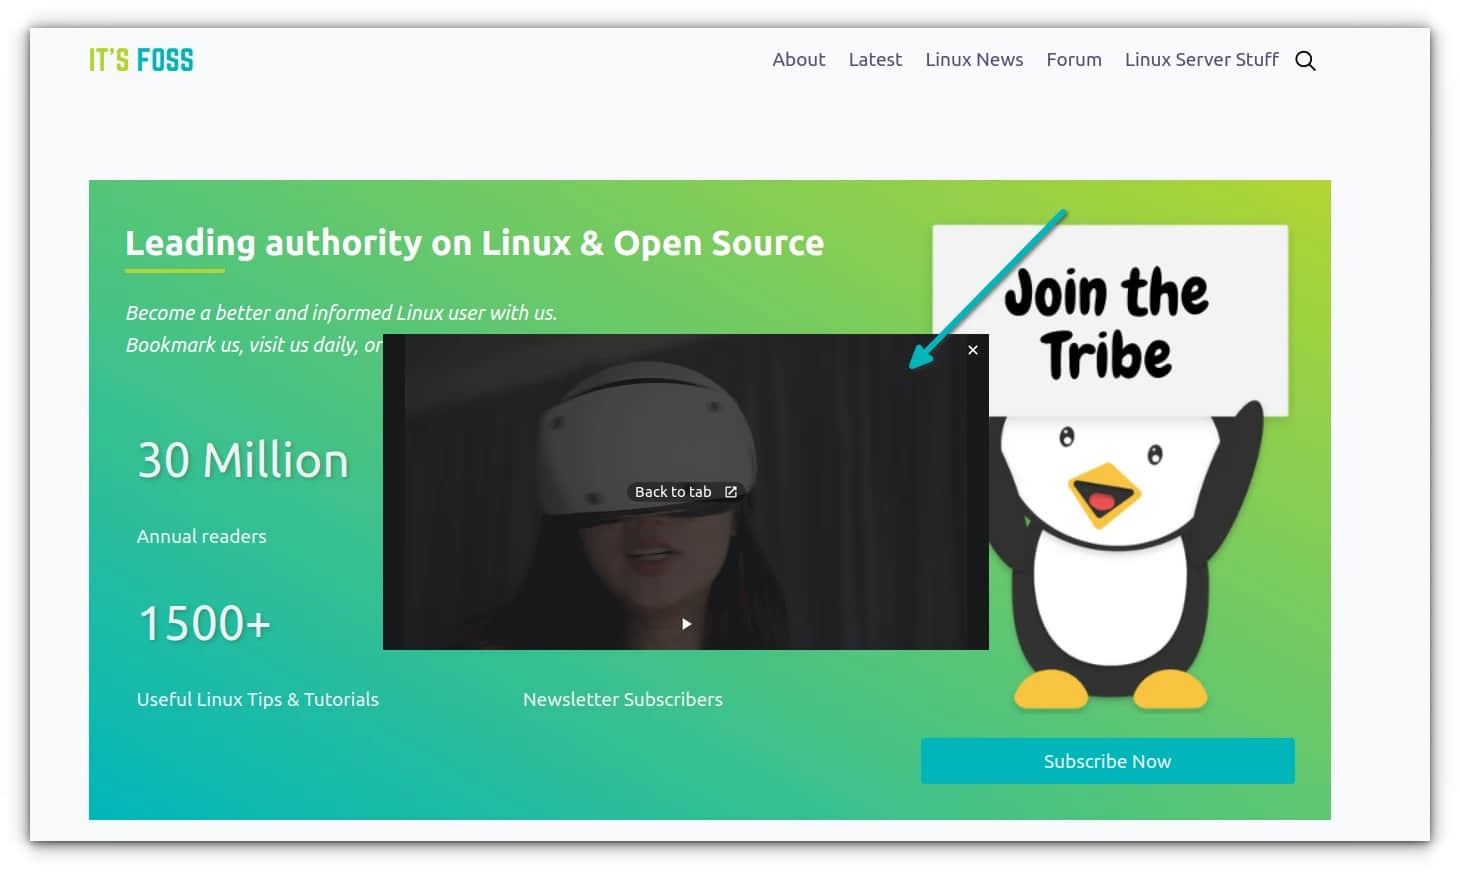 IT'S FOSS
About Latest Linux News Forum Linux Server Stuff
Leading authority on Linux & Open Source
Become a better and informed Linux user with us.
Bookmark us, visit us daily, or
Join the
Tribe
30 Million
Annual readers
Back to tab
1500+
Useful Linux Tips & Tutorials
Newsletter Subscribers
Subscribe Now